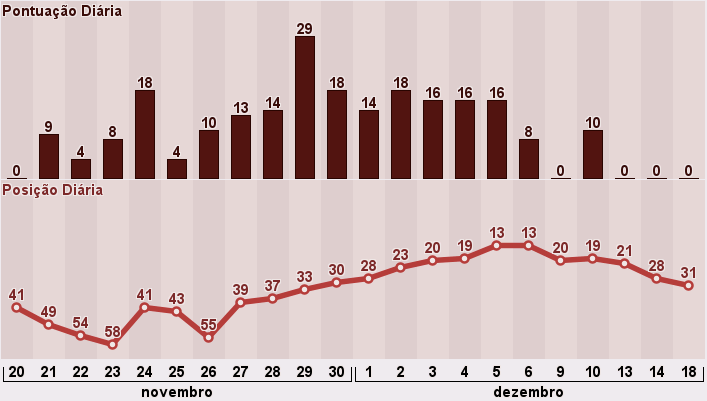 Pontuação Diária
0 9 4 8 18 4 10 13 14 29 18 14 18 16 16 16 8 0 10 0 0 0
Posição Diária
41 49 54 58 41 43 55 39 37 33 30 28 23 20 19 13 13 20 19 21 28 31
20 21 22 23 24 25 26 27 28 29 30 1 2 3 4 5 6 9 10 13 14 18
novembro dezembro